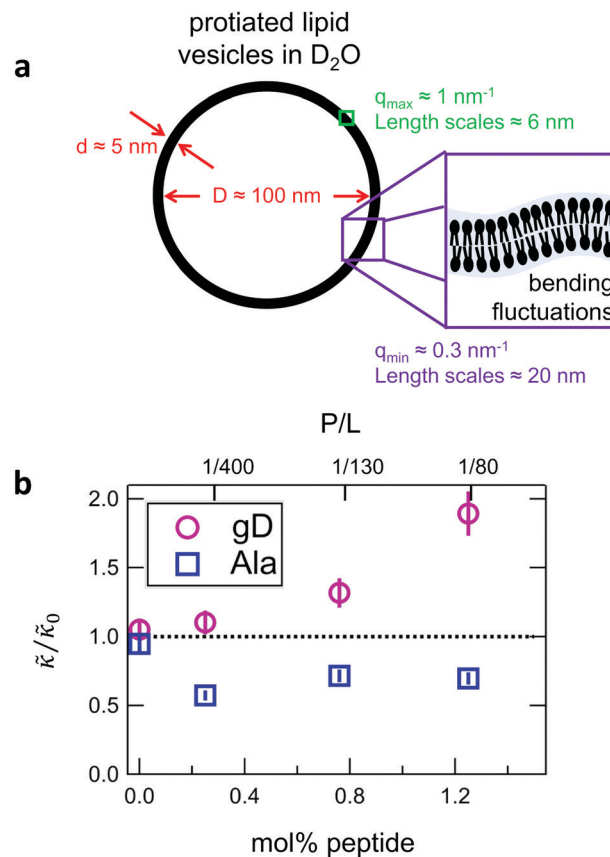 protiated lipid
vesicles in D₂O
a
q_max ≈ 1 nm⁻¹
Length scales ≈ 6 nm
d ≈ 5 nm
D ≈ 100 nm
bending
fluctuations
q_min ≈ 0.3 nm⁻¹
Length scales ≈ 20 nm
P/L
1/400 1/130 1/80
b
2.0
gD
Ala
1.5
1.0
0.5
0.0
κ̃/κ̃₀
0.0 0.4 0.8 1.2
mol% peptide